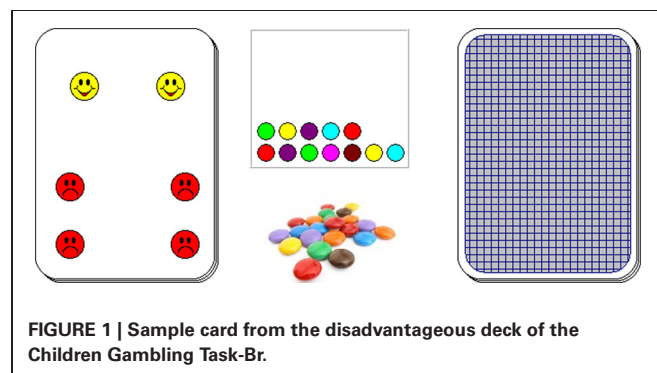 FIGURE 1 | Sample card from the disadvantageous deck of the
Children Gambling Task-Br.